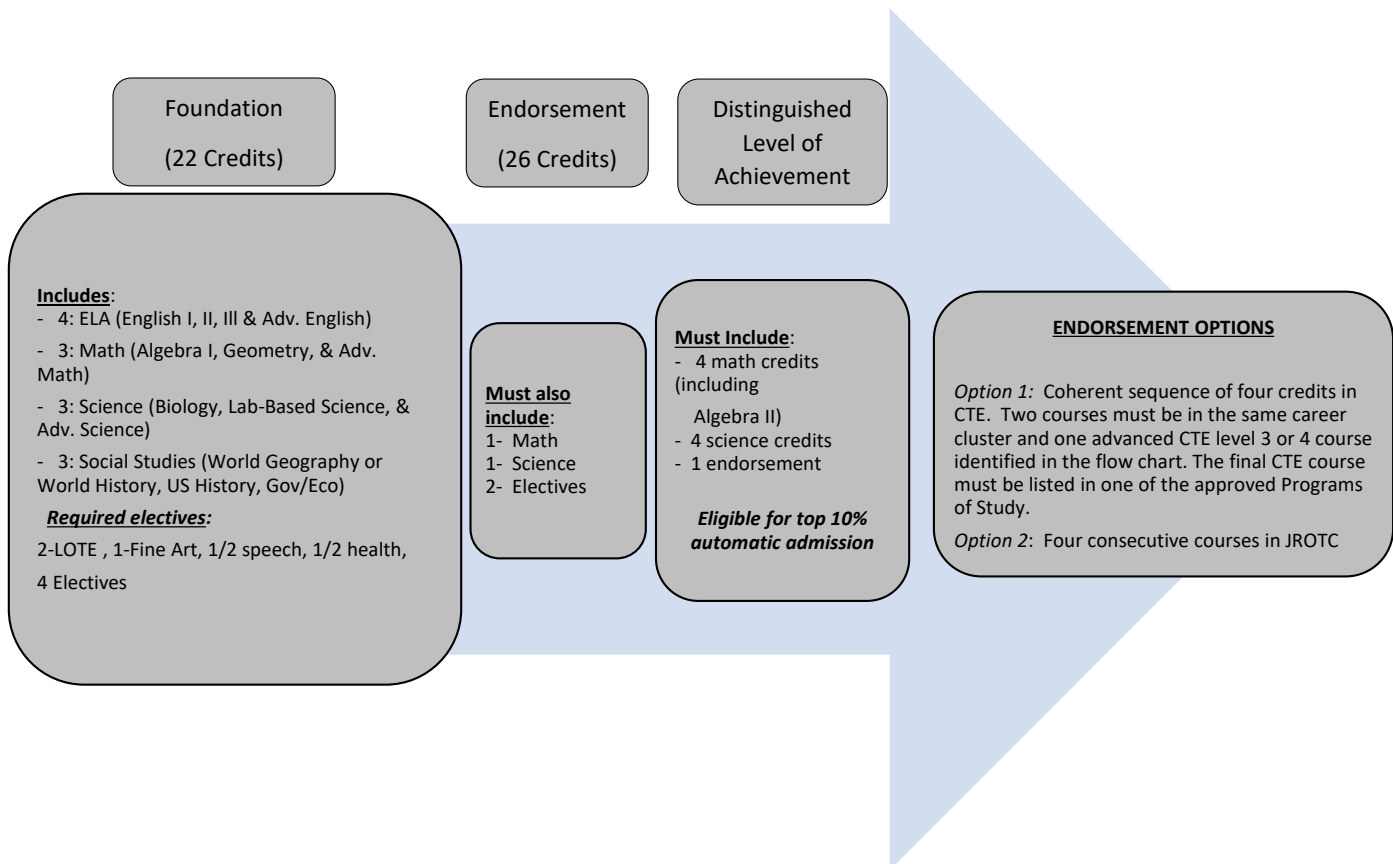 Foundation
(22 Credits)
Endorsement
(26 Credits)
Distinguished
Level of
Achievement
Includes:
- 4: ELA (English I, II, Ill & Adv. English)
- 3: Math (Algebra I, Geometry, & Adv.
Math)
- 3: Science (Biology, Lab-Based Science, &
Adv. Science)
- 3: Social Studies (World Geography or
World History, US History, Gov/Eco)
Required electives:
2-LOTE , 1-Fine Art, 1/2 speech, 1/2 health,
4 Electives
Must also
include:
1- Math
1- Science
2- Electives
Must Include:
- 4 math credits
(including
Algebra II)
- 4 science credits
- 1 endorsement
Eligible for top 10%
automatic admission
ENDORSEMENT OPTIONS
Option 1: Coherent sequence of four credits in
CTE. Two courses must be in the same career
cluster and one advanced CTE level 3 or 4 course
identified in the flow chart. The final CTE course
must be listed in one of the approved Programs
of Study.
Option 2: Four consecutive courses in JROTC